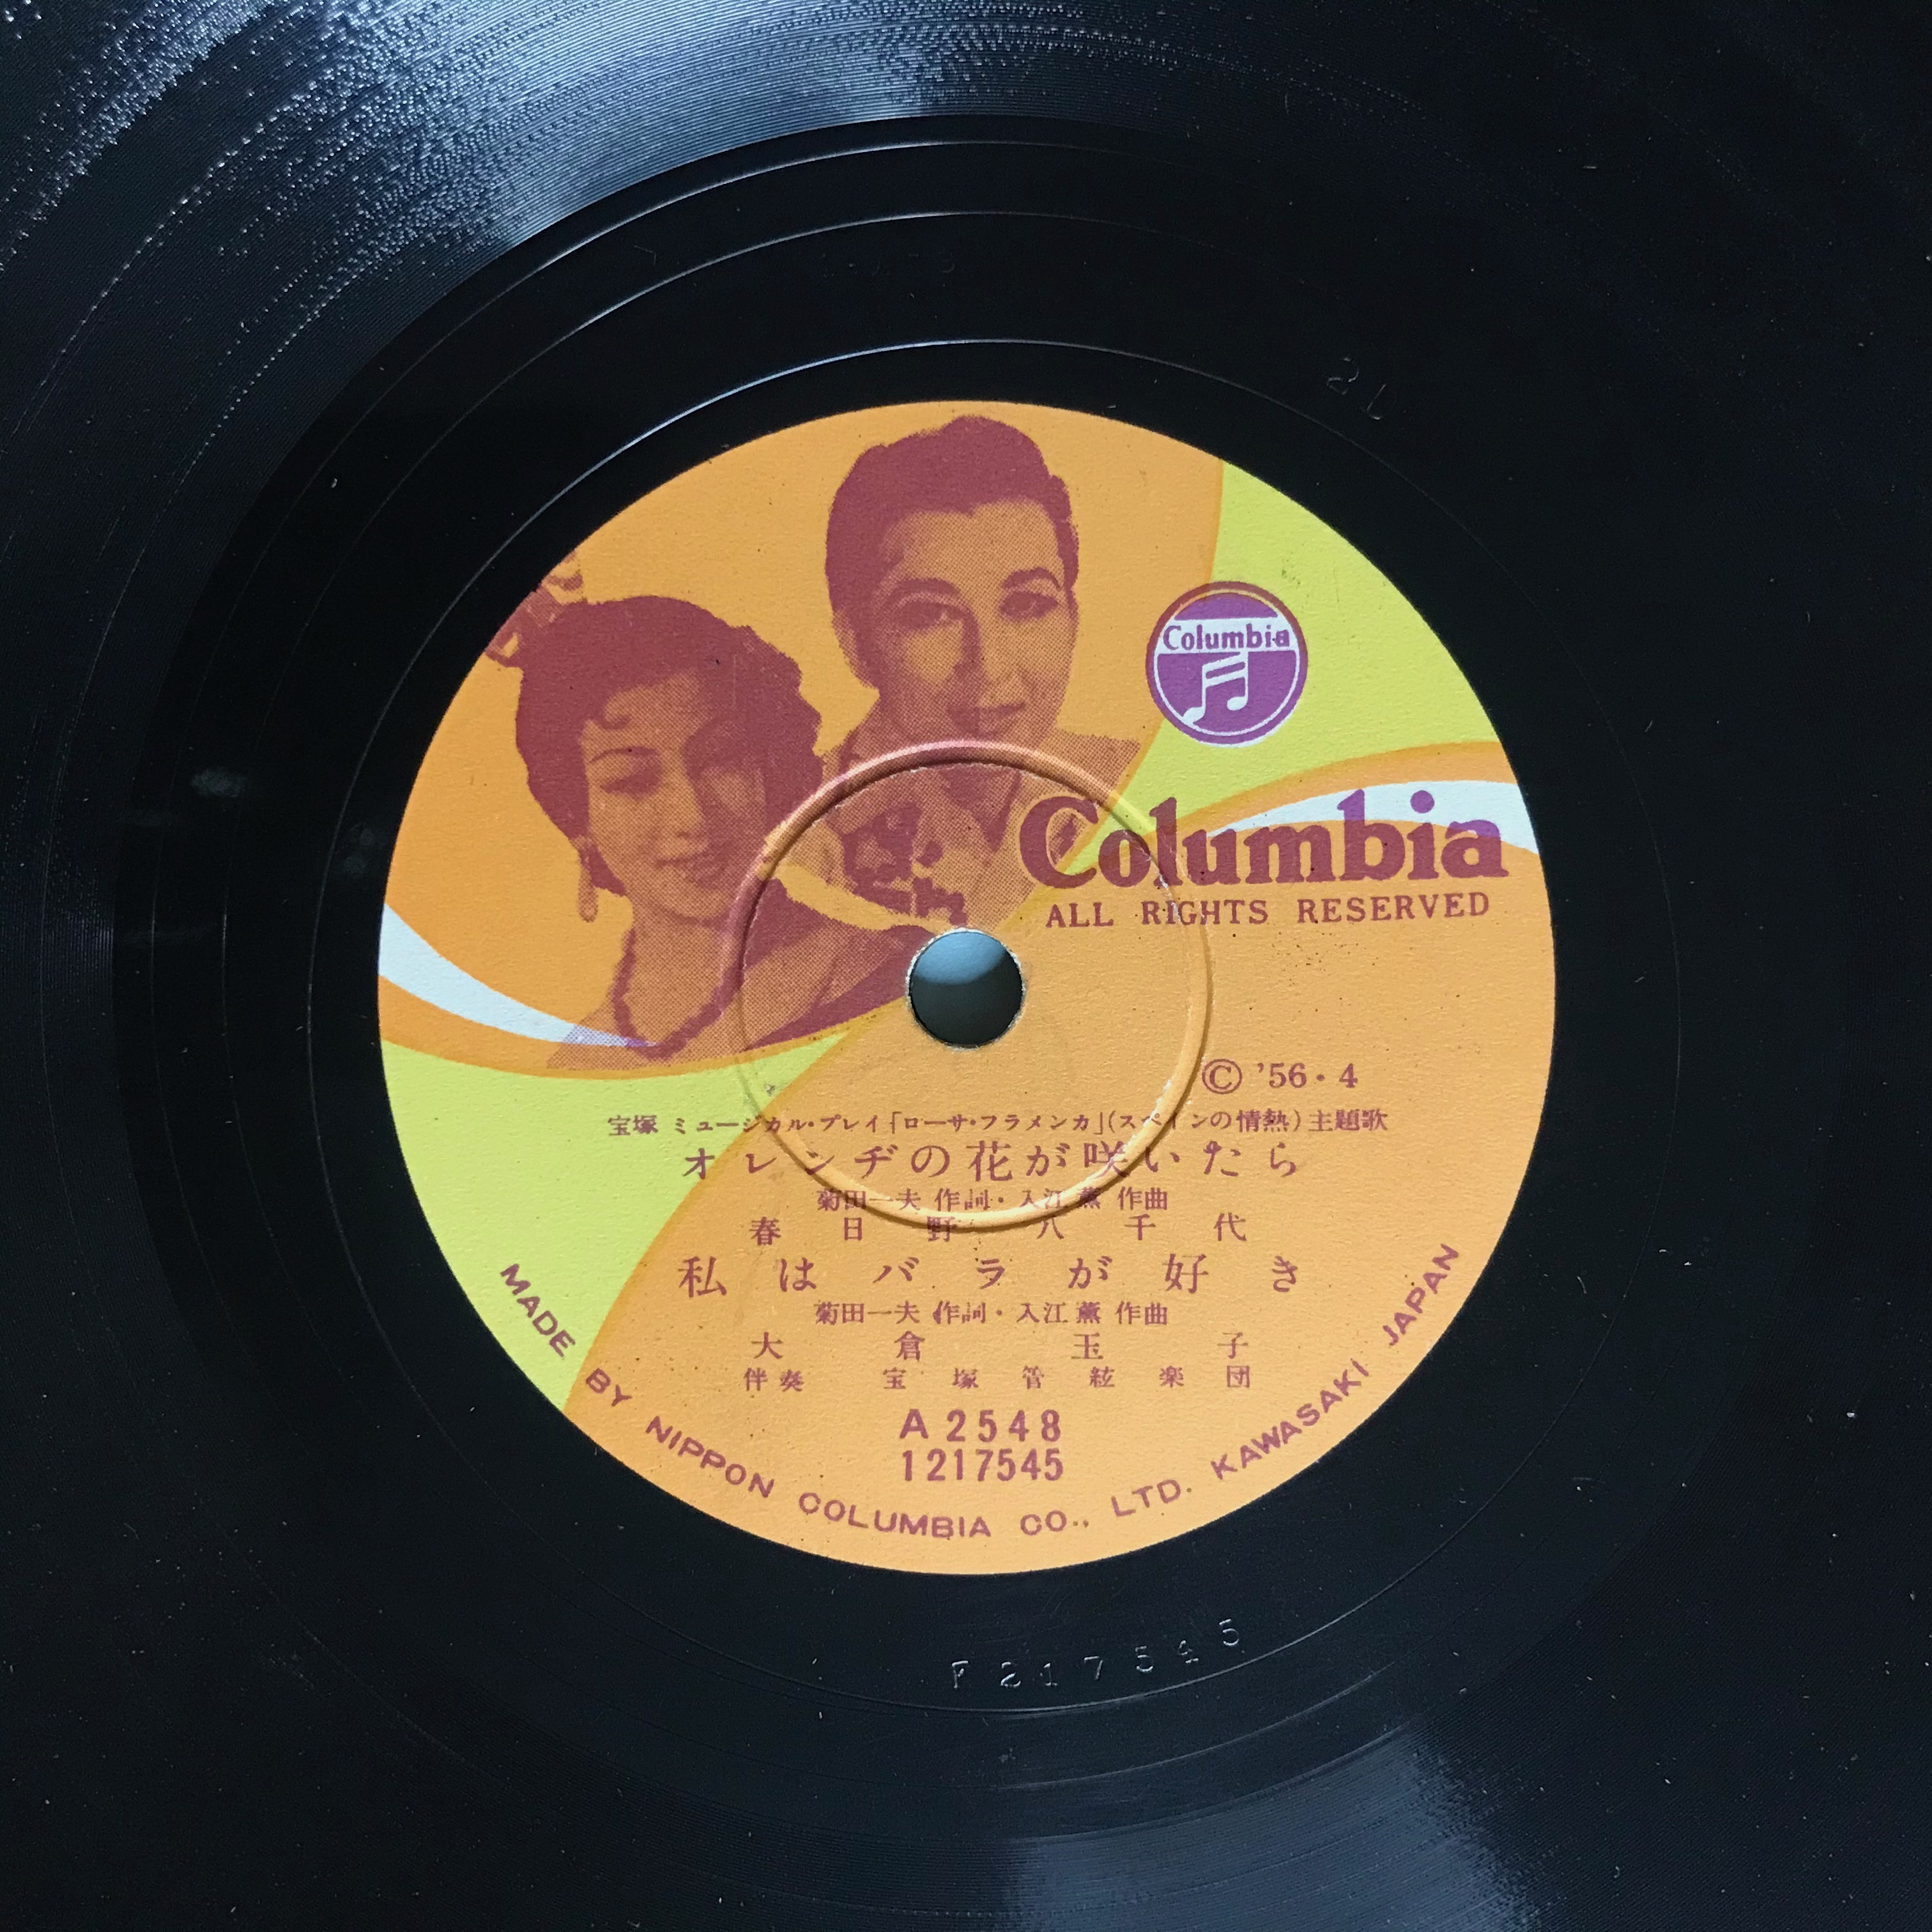 2L
Columbia
Columbia
ALL RIGHTS RESERVED
© '56・4
宝塚 ミュージカル・プレイ「ローサ・フラメンカ」(スペインの情熱)主題歌
オレンヂの花が咲いたら
菊田一夫 作詞・入江 薫 作曲
春日野 八千代
私はバラが好き
菊田一夫 作詞・入江 薫 作曲
大倉 玉子
伴奏 宝塚管絃楽団
A2548
1217545
MADE BY NIPPON COLUMBIA CO., LTD. KAWASAKI JAPAN
F217545